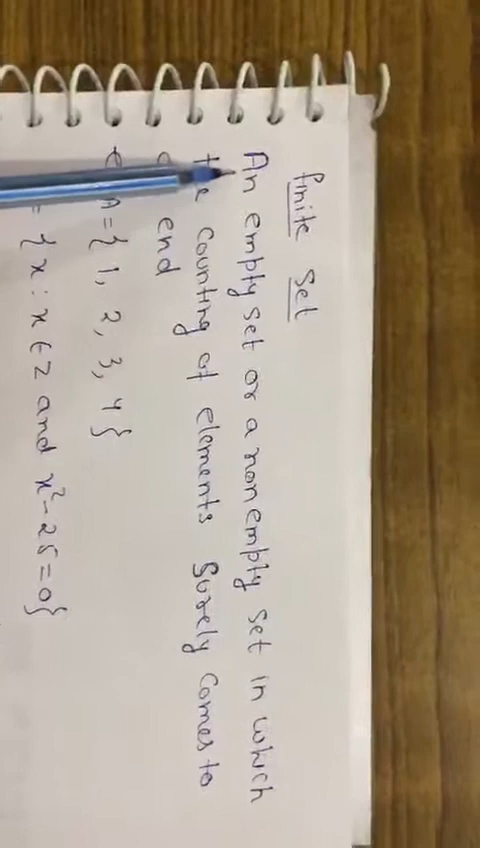 finite set
An empty set or a nonempty set in which
the counting of elements surely comes to
end
A = { 1, 2, 3, 4 }
= { x : x ∈ Z and x² - 25 = 0 }